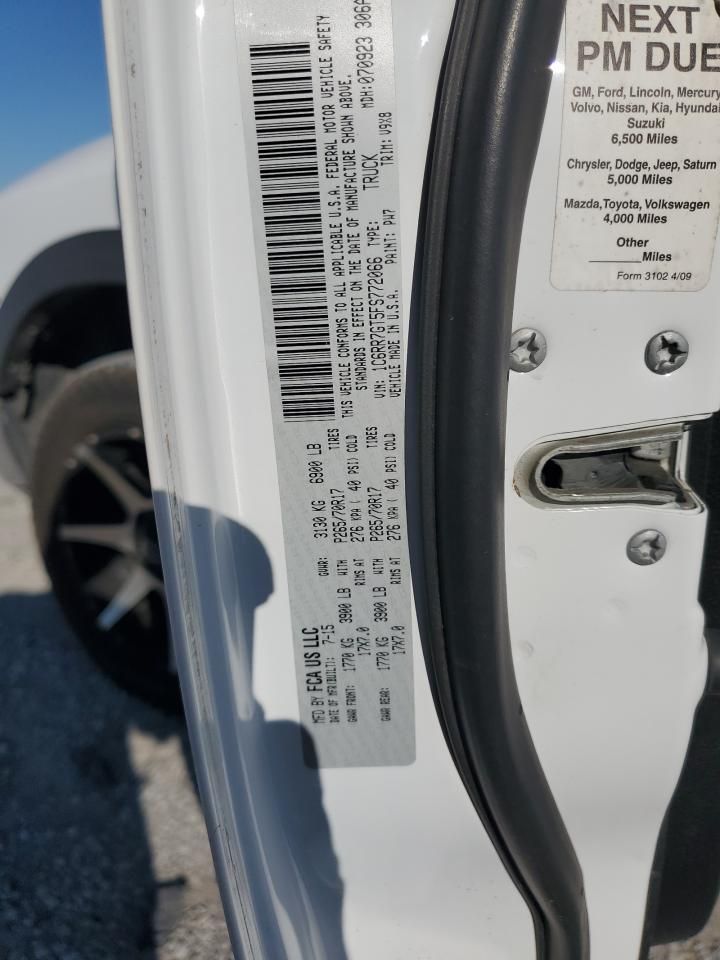 MFD BY FCA US LLC
DATE OF MFR(BUILT): 7-15 GVWR: 3130 KG 6900 LB
GAWR FRONT: 1770 KG 3900 LB WITH P265/70R17 TIRES
17X7.0 RIMS AT 276 KPA ( 40 PSI) COLD
GAWR REAR: 1770 KG 3900 LB WITH P265/70R17 TIRES
17X7.0 RIMS AT 276 KPA ( 40 PSI) COLD
THIS VEHICLE CONFORMS TO ALL APPLICABLE U.S.A. FEDERAL MOTOR VEHICLE SAFETY
STANDARDS IN EFFECT ON THE DATE OF MANUFACTURE SHOWN ABOVE.
VIN: 1C6RR7GT5FS772066 TYPE: TRUCK MDH:070923 306A
VEHICLE MADE IN U.S.A. PAINT: PW7 TRIM: V9X8
NEXT
PM DUE
GM, Ford, Lincoln, Mercury
Volvo, Nissan, Kia, Hyundai
Suzuki
6,500 Miles
Chrysler, Dodge, Jeep, Saturn
5,000 Miles
Mazda,Toyota, Volkswagen
4,000 Miles
Other
______Miles
Form 3102 4/09